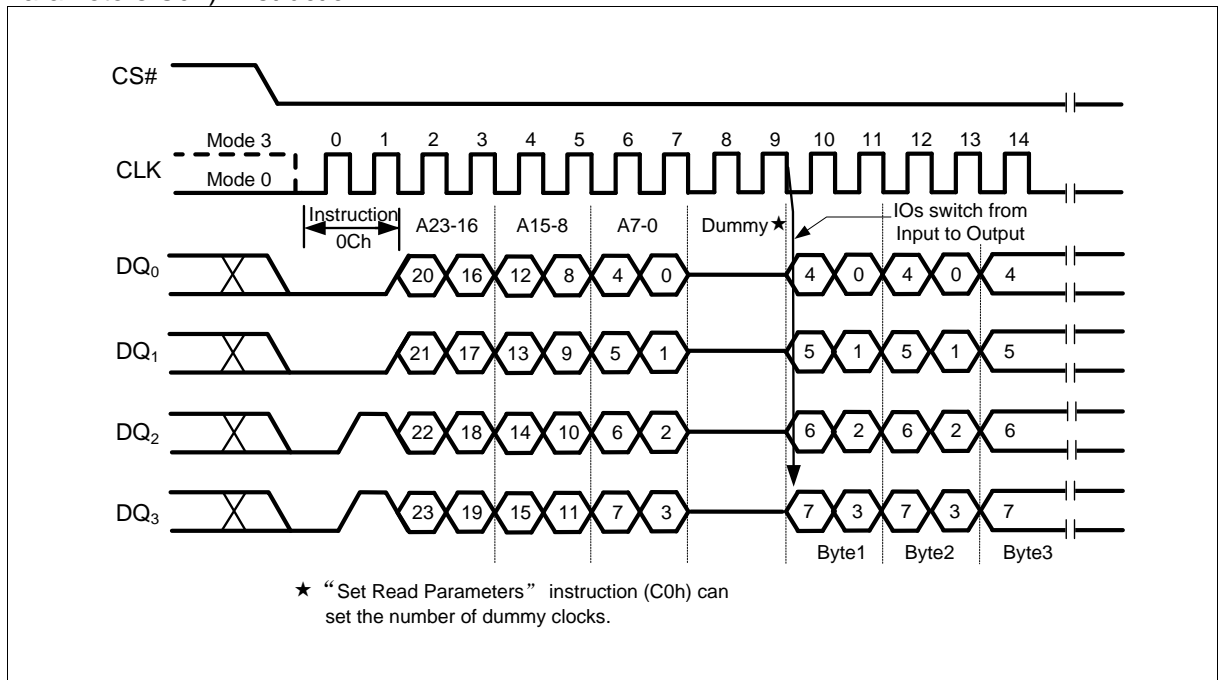 CS#
Mode 3
Mode 0
CLK
0 1 2 3 4 5 6 7 8 9 10 11 12 13 14
Instruction
0Ch
A23-16 A15-8 A7-0 Dummy★
IOs switch from
Input to Output
DQ₀ 20 16 12 8 4 0 4 0 4 0 4
DQ₁ 21 17 13 9 5 1 5 1 5 1 5
DQ₂ 22 18 14 10 6 2 6 2 6 2 6
DQ₃ 23 19 15 11 7 3 7 3 7 3 7
Byte1 Byte2 Byte3
★ “Set Read Parameters” instruction (C0h) can
set the number of dummy clocks.